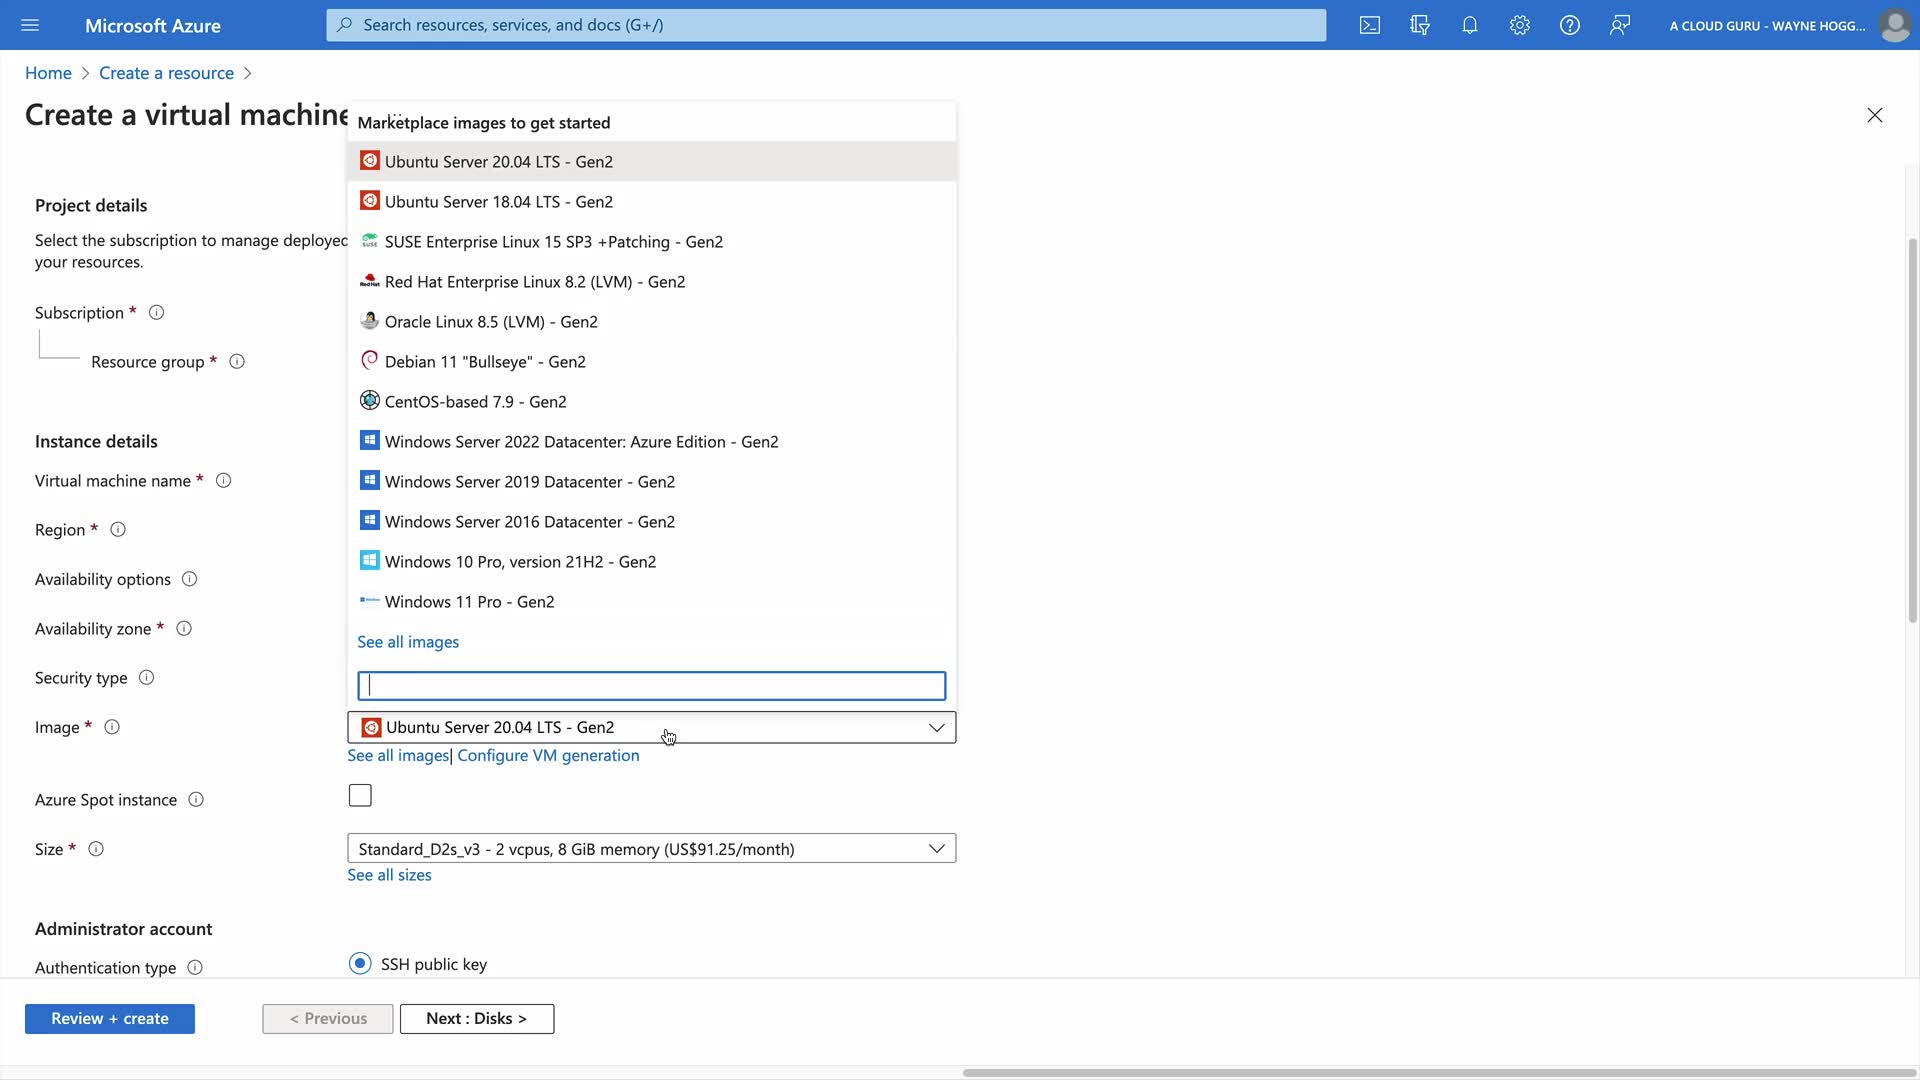 Microsoft Azure
Search resources, services, and docs (G+/)
A CLOUD GURU - WAYNE HOGG...
Home > Create a resource >
Create a virtual machine ...
Marketplace images to get started
Ubuntu Server 20.04 LTS - Gen2
Ubuntu Server 18.04 LTS - Gen2
SUSE Enterprise Linux 15 SP3 +Patching - Gen2
Red Hat Enterprise Linux 8.2 (LVM) - Gen2
Oracle Linux 8.5 (LVM) - Gen2
Debian 11 "Bullseye" - Gen2
CentOS-based 7.9 - Gen2
Windows Server 2022 Datacenter: Azure Edition - Gen2
Windows Server 2019 Datacenter - Gen2
Windows Server 2016 Datacenter - Gen2
Windows 10 Pro, version 21H2 - Gen2
Windows 11 Pro - Gen2
See all images
Project details
Select the subscription to manage deployed
your resources.
Subscription *
Resource group *
Instance details
Virtual machine name *
Region *
Availability options
Availability zone *
Security type
Image *
Ubuntu Server 20.04 LTS - Gen2
See all images| Configure VM generation
Azure Spot instance
Size *
Standard_D2s_v3 - 2 vcpus, 8 GiB memory (US$91.25/month)
See all sizes
Administrator account
Authentication type
SSH public key
Review + create
< Previous
Next : Disks >